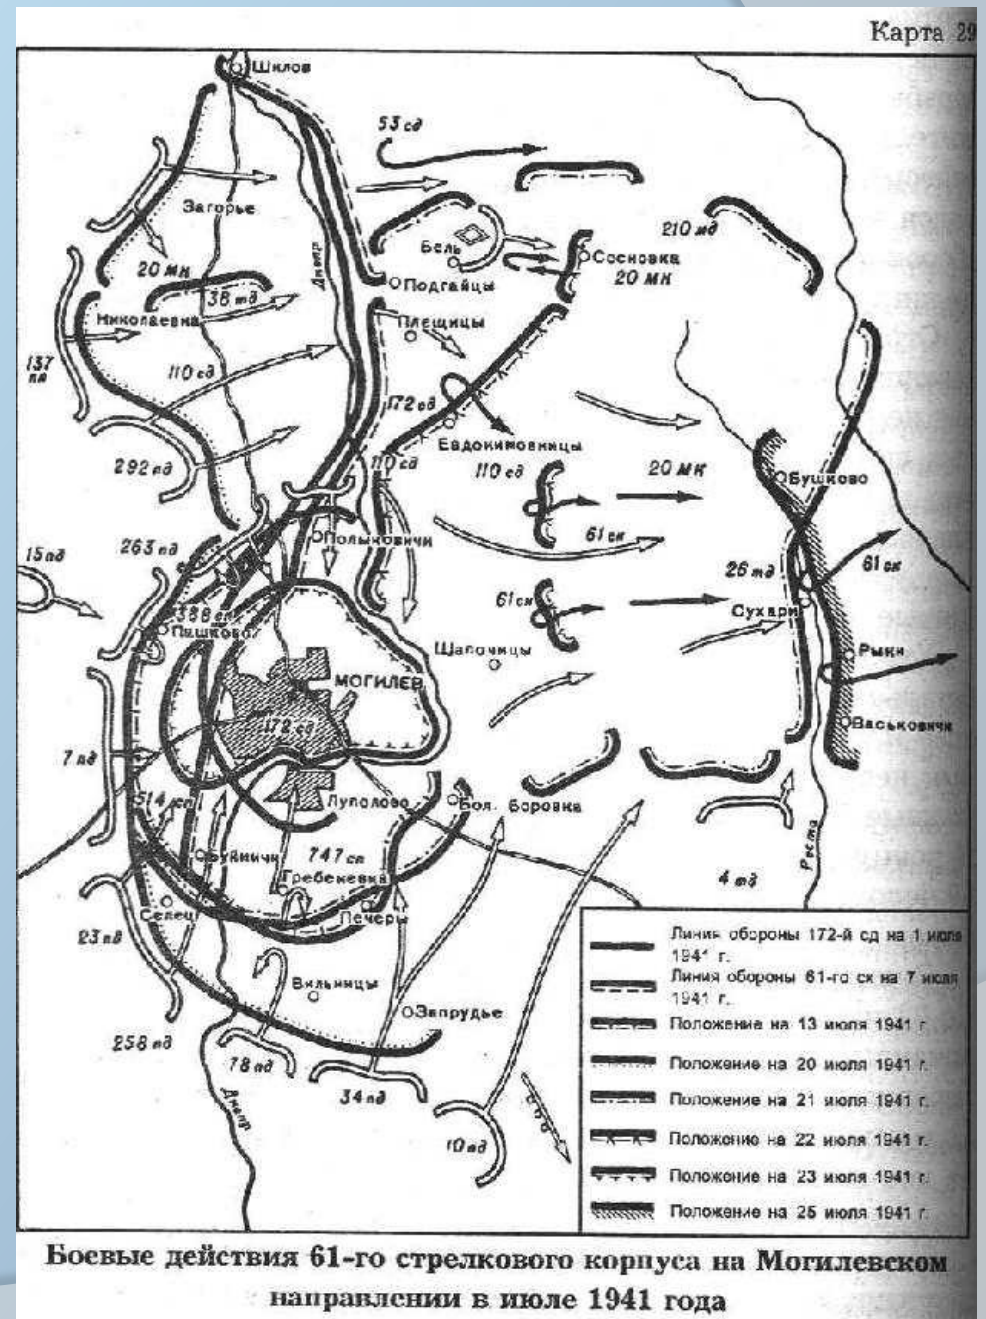 Карта 29
Шклов
53 сд
Загорье
Днепр
210 мд
Бель
Сосновка
20 мк
20 мк
Подгайцы
38 тд
Николаевка
Плещицы
137 пд
110 сд
172 сд
Евдокимовицы
292 пд
110 сд
110 сд
20 мк
Бушково
Полыковичи
263 пд
61 ск
15 пд
26 тд
61 ск
388 сп
61 ск
Сухари
Пашково
Шапочицы
Рыки
МОГИЛЕВ
172 сд
Васьковичи
7 пд
514 сп
Луполово
Бол. Боровка
Буйничи
747 сп
Реста
Гребеневка
4 тд
Селец
Печеры
23 пд
Вильчицы
Запрудье
258 пд
78 пд
34 пд
Днепр
10 пд
Линия обороны 172-й сд на 1 июля
1941 г.
Линия обороны 61-го ск на 7 июля
1941 г.
Положение на 13 июля 1941 г.
Положение на 20 июля 1941 г.
Положение на 21 июля 1941 г.
Положение на 22 июля 1941 г.
Положение на 23 июля 1941 г.
Положение на 25 июля 1941 г.
Боевые действия 61-го стрелкового корпуса на Могилевском
направлении в июле 1941 года